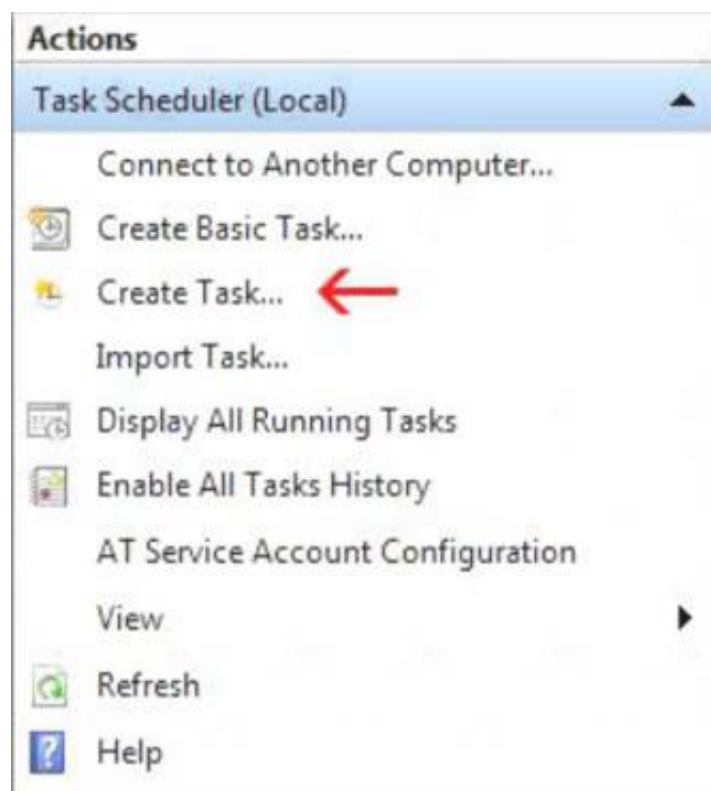 Actions
Task Scheduler (Local)
Connect to Another Computer...
Create Basic Task...
Create Task...
Import Task...
Display All Running Tasks
Enable All Tasks History
AT Service Account Configuration
View
Refresh
Help